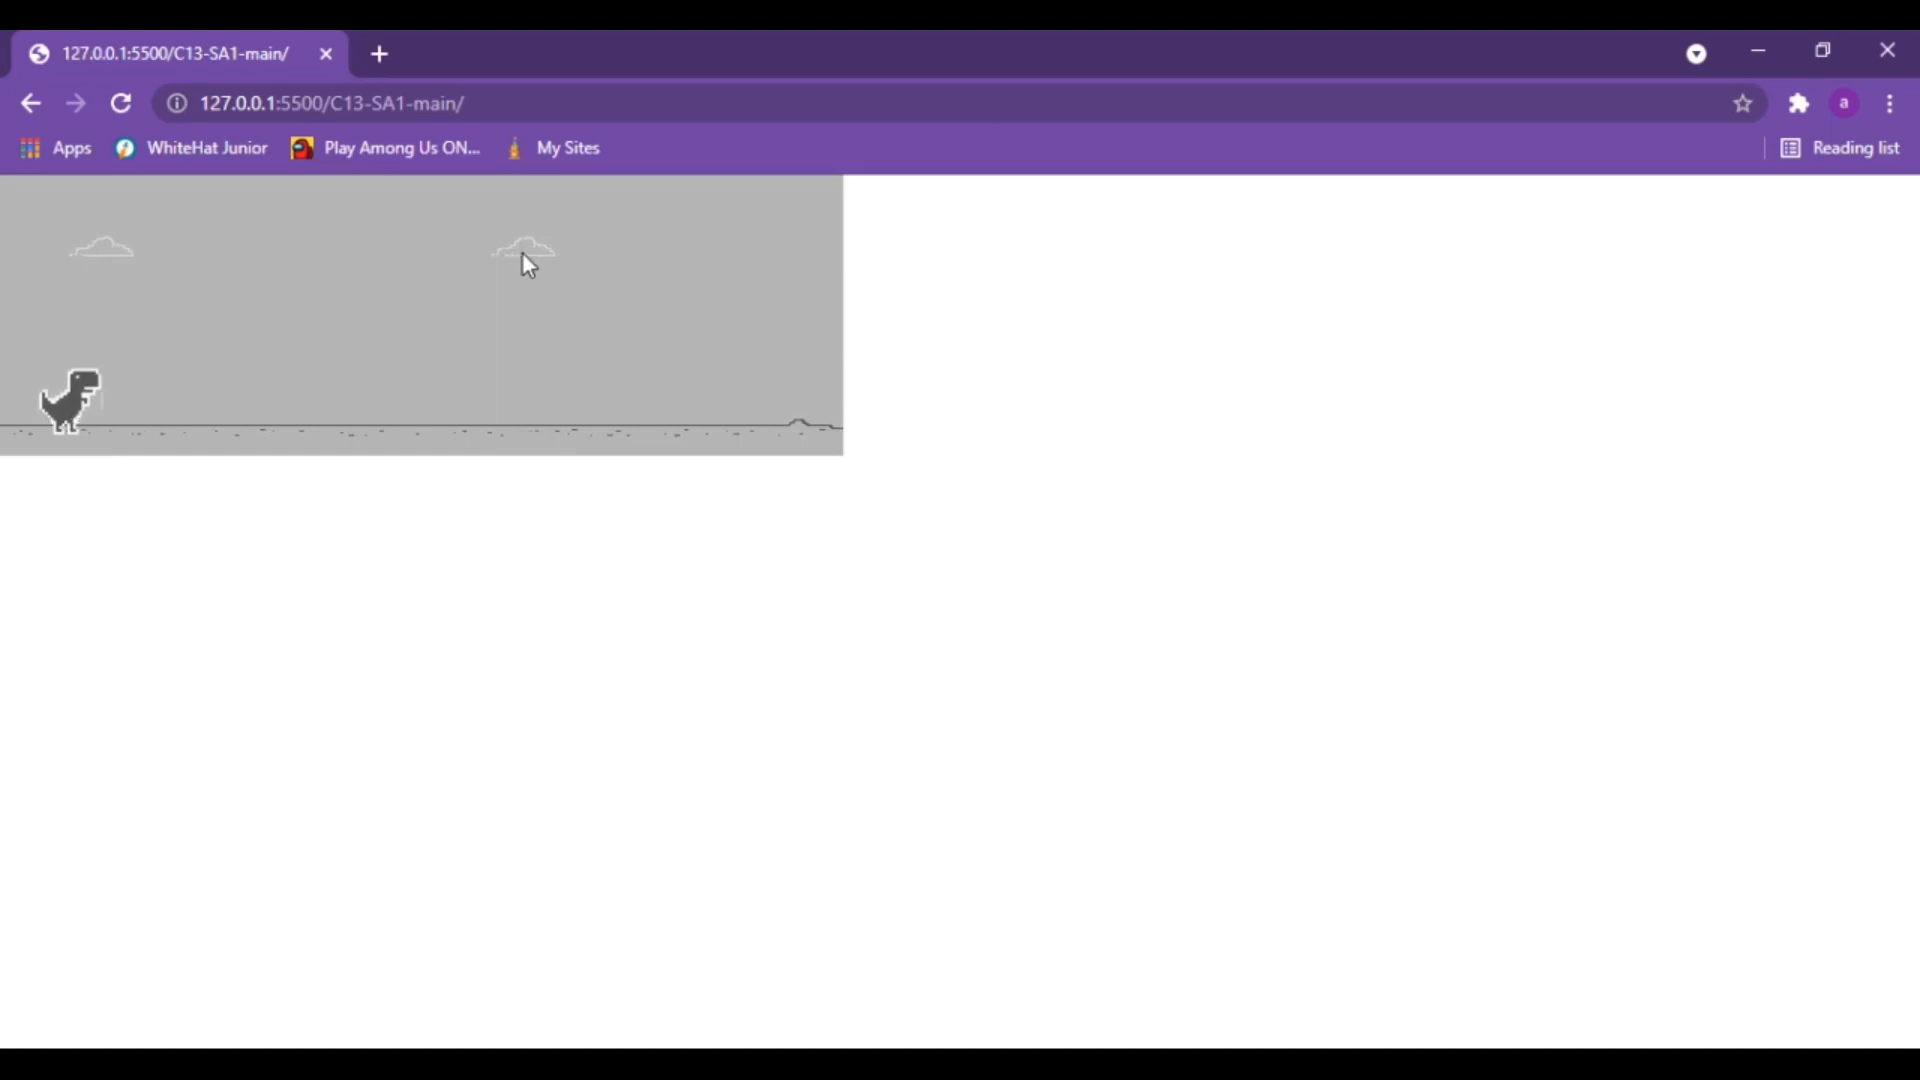 127.0.0.1:5500/C13-SA1-main/
127.0.0.1:5500/C13-SA1-main/
a
Apps
WhiteHat Junior
Play Among Us ON...
My Sites
Reading list